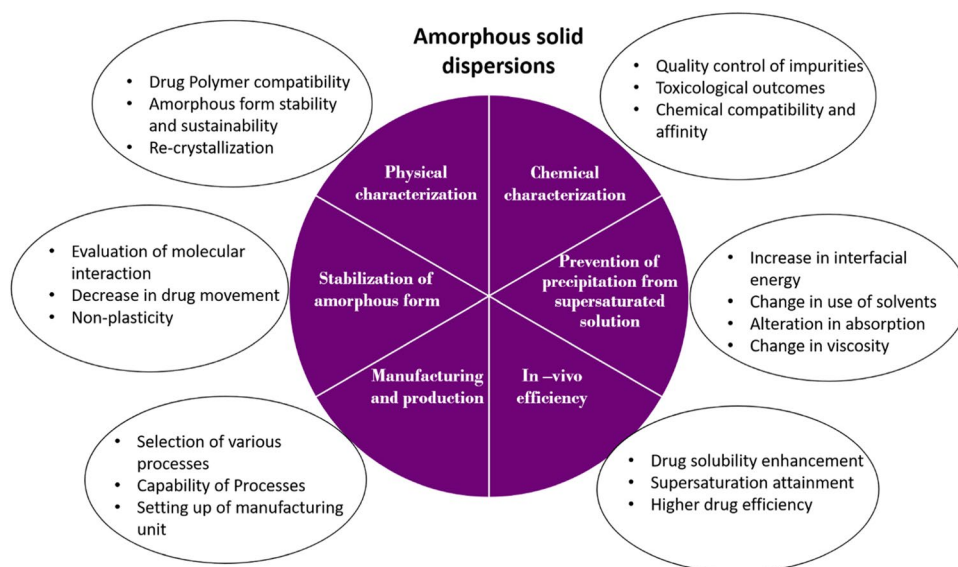 Amorphous solid
dispersions
• Drug Polymer compatibility
• Amorphous form stability
and sustainability
• Re-crystallization
• Quality control of impurities
• Toxicological outcomes
• Chemical compatibility and
affinity
Physical
characterization
Chemical
characterization
• Evaluation of molecular
interaction
• Decrease in drug movement
• Non-plasticity
Stabilization of
amorphous form
Prevention of
precipitation from
supersaturated
solution
• Increase in interfacial
energy
• Change in use of solvents
• Alteration in absorption
• Change in viscosity
Manufacturing
and production
In –vivo
efficiency
• Selection of various
processes
• Capability of Processes
• Setting up of manufacturing
unit
• Drug solubility enhancement
• Supersaturation attainment
• Higher drug efficiency